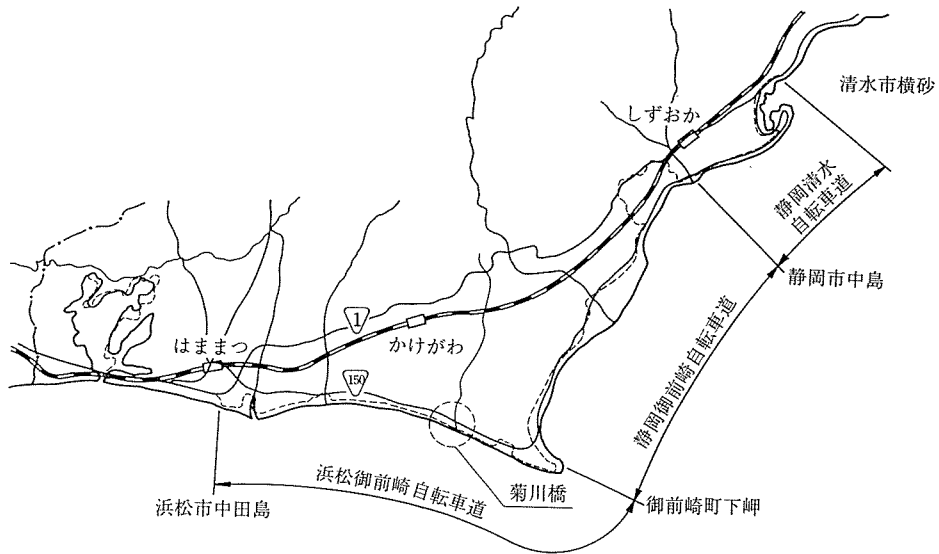 清水市横砂
しずおか
静岡清水
自転車道
静岡市中島
1
はままつ
かけがわ
150
静岡御前崎自転車道
浜松御前崎自転車道
菊川橋
浜松市中田島
御前崎町下岬